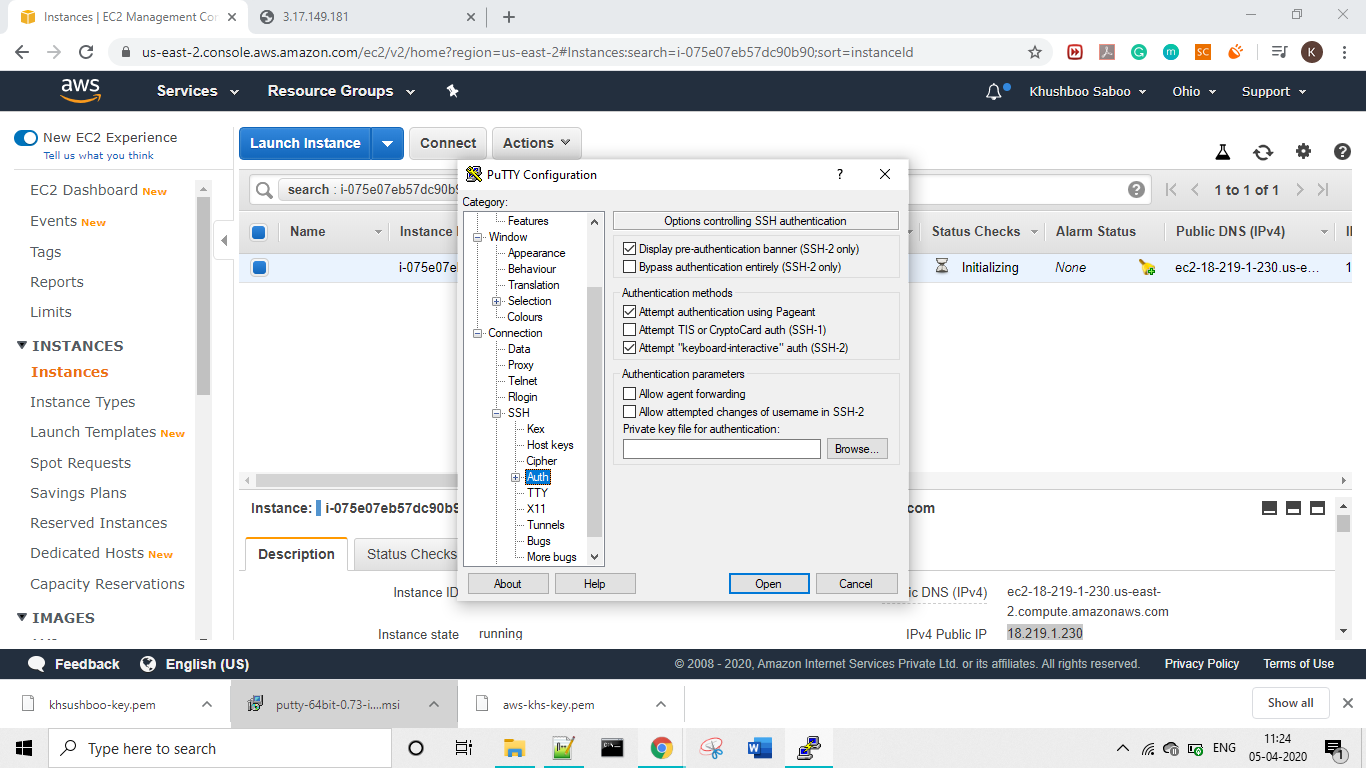 Instances | EC2 Management Con
3.17.149.181
us-east-2.console.aws.amazon.com/ec2/v2/home?region=us-east-2#Instances:search=i-075e07eb57dc90b90;sort=instanceId
SC
K
aws
Services
Resource Groups
Khushboo Saboo
Ohio
Support
New EC2 Experience
Tell us what you think
EC2 Dashboard New
Events New
Tags
Reports
Limits
INSTANCES
Instances
Instance Types
Launch Templates New
Spot Requests
Savings Plans
Reserved Instances
Dedicated Hosts New
Capacity Reservations
IMAGES
Launch Instance
Connect
Actions
search : i-075e07eb57dc90b9
1 to 1 of 1
Name
Instance I
Status Checks
Alarm Status
Public DNS (IPv4)
i-075e07e
Initializing
None
ec2-18-219-1-230.us-e...
1
PuTTY Configuration
?
Category:
Features
Window
Appearance
Behaviour
Translation
Selection
Colours
Connection
Data
Proxy
Telnet
Rlogin
SSH
Kex
Host keys
Cipher
Auth
TTY
X11
Tunnels
Bugs
More bugs
Options controlling SSH authentication
Display pre-authentication banner (SSH-2 only)
Bypass authentication entirely (SSH-2 only)
Authentication methods
Attempt authentication using Pageant
Attempt TIS or CryptoCard auth (SSH-1)
Attempt "keyboard-interactive" auth (SSH-2)
Authentication parameters
Allow agent forwarding
Allow attempted changes of username in SSH-2
Private key file for authentication:
Browse...
About
Help
Open
Cancel
Instance: i-075e07eb57dc90b9
com
Description
Status Checks
Instance ID
c DNS (IPv4)
ec2-18-219-1-230.us-east-
2.compute.amazonaws.com
Instance state
running
IPv4 Public IP
18.219.1.230
Feedback
English (US)
© 2008 - 2020, Amazon Internet Services Private Ltd. or its affiliates. All rights reserved.
Privacy Policy
Terms of Use
khsushboo-key.pem
putty-64bit-0.73-i....msi
aws-khs-key.pem
Show all
Type here to search
ENG
11:24
05-04-2020
1